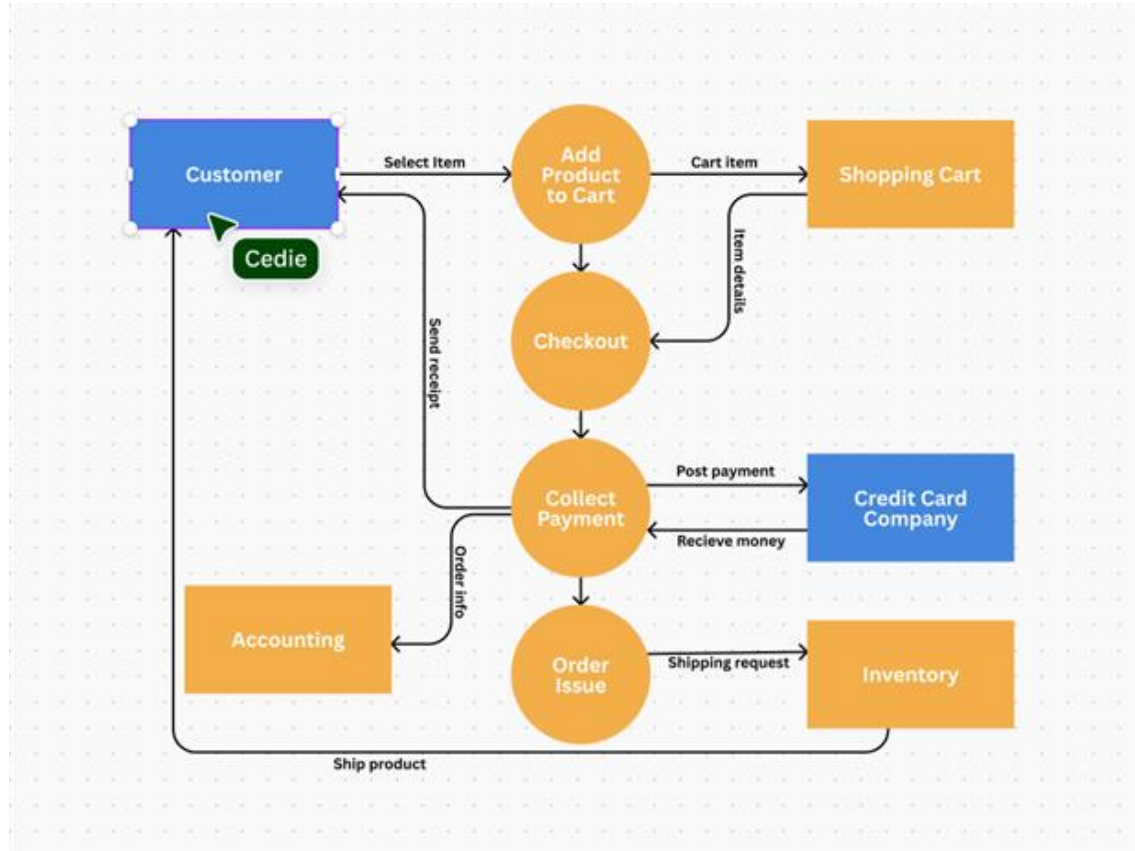 Customer
Select Item
Add
Product
to Cart
Cart item
Shopping Cart
Cedie
Item details
Checkout
Send receipt
Collect
Payment
Post payment
Recieve money
Credit Card
Company
Order info
Accounting
Order
Issue
Shipping request
Inventory
Ship product